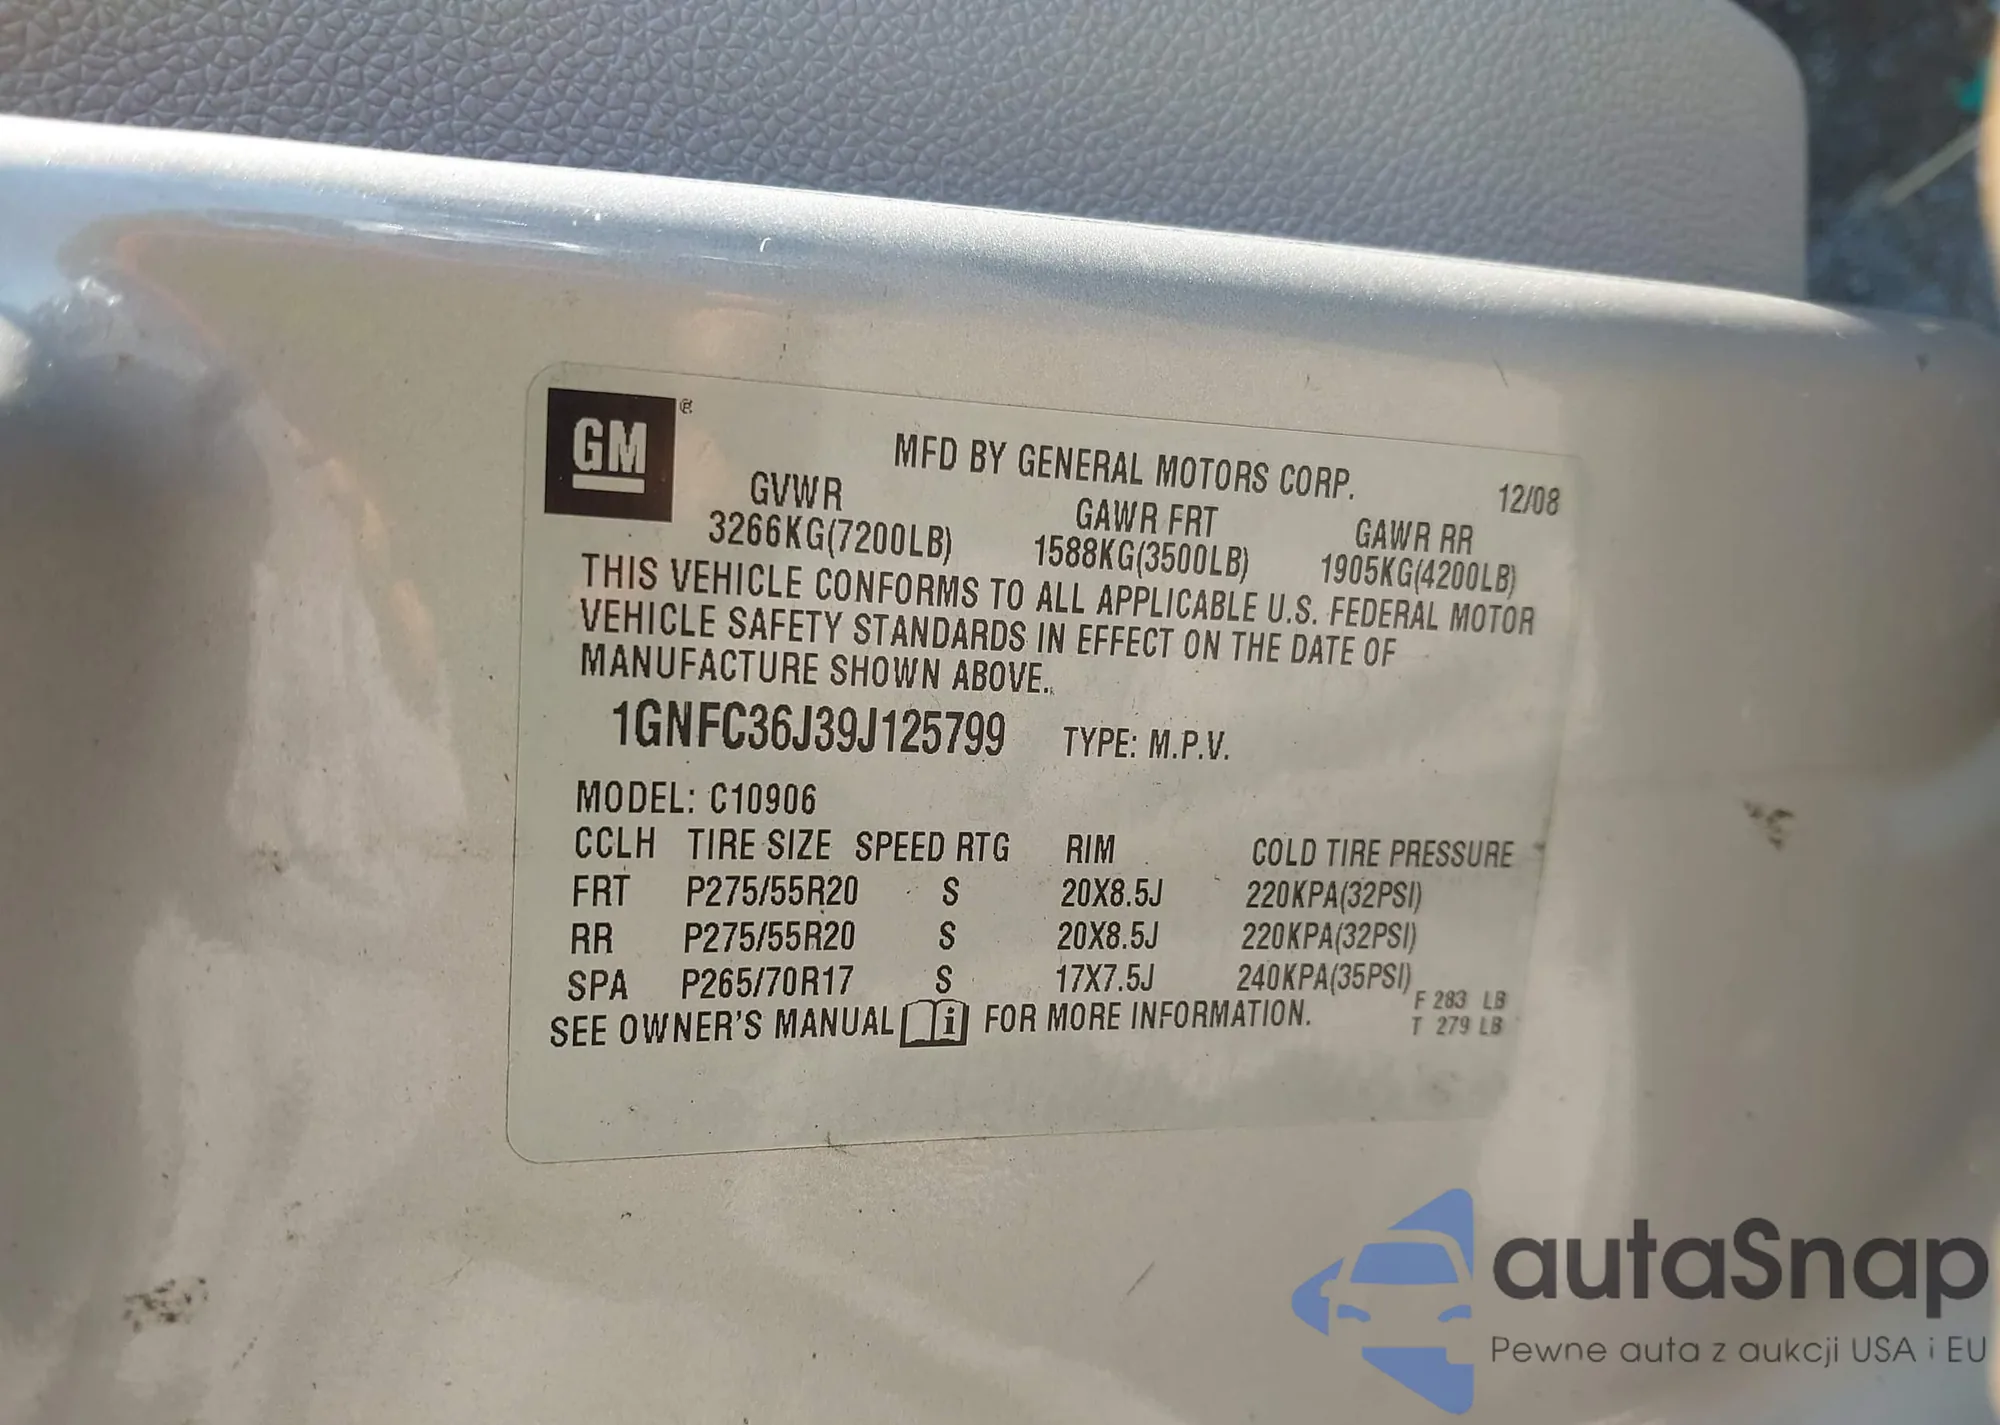 GM®
MFD BY GENERAL MOTORS CORP.
12/08
GVWR GAWR FRT GAWR RR
3266KG(7200LB) 1588KG(3500LB) 1905KG(4200LB)
THIS VEHICLE CONFORMS TO ALL APPLICABLE U.S. FEDERAL MOTOR
VEHICLE SAFETY STANDARDS IN EFFECT ON THE DATE OF
MANUFACTURE SHOWN ABOVE.
1GNFC36J39J125799 TYPE: M.P.V.
MODEL: C10906
CCLH TIRE SIZE SPEED RTG RIM COLD TIRE PRESSURE
FRT P275/55R20 S 20X8.5J 220KPA(32PSI)
RR P275/55R20 S 20X8.5J 220KPA(32PSI)
SPA P265/70R17 S 17X7.5J 240KPA(35PSI)
F 283 LB
SEE OWNER'S MANUAL i FOR MORE INFORMATION.
T 279 LB
autaSnap
Pewne auta z aukcji USA i EU